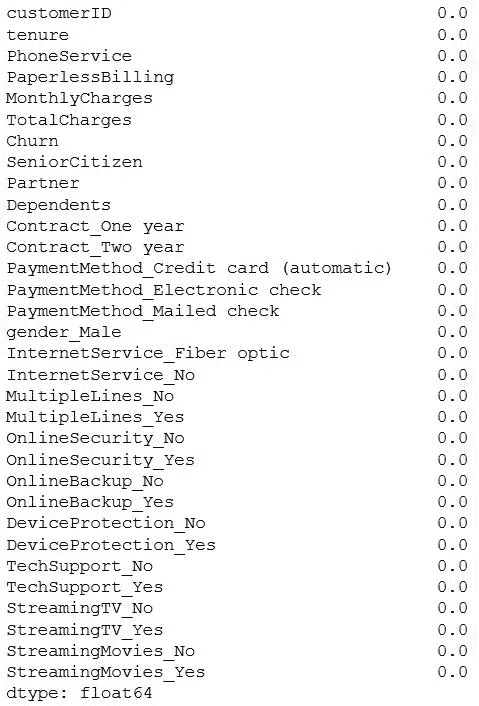 customerID 0.0
tenure 0.0
PhoneService 0.0
PaperlessBilling 0.0
MonthlyCharges 0.0
TotalCharges 0.0
Churn 0.0
SeniorCitizen 0.0
Partner 0.0
Dependents 0.0
Contract_One year 0.0
Contract_Two year 0.0
PaymentMethod_Credit card (automatic) 0.0
PaymentMethod_Electronic check 0.0
PaymentMethod_Mailed check 0.0
gender_Male 0.0
InternetService_Fiber optic 0.0
InternetService_No 0.0
MultipleLines_No 0.0
MultipleLines_Yes 0.0
OnlineSecurity_No 0.0
OnlineSecurity_Yes 0.0
OnlineBackup_No 0.0
OnlineBackup_Yes 0.0
DeviceProtection_No 0.0
DeviceProtection_Yes 0.0
TechSupport_No 0.0
TechSupport_Yes 0.0
StreamingTV_No 0.0
StreamingTV_Yes 0.0
StreamingMovies_No 0.0
StreamingMovies_Yes 0.0
dtype: float64